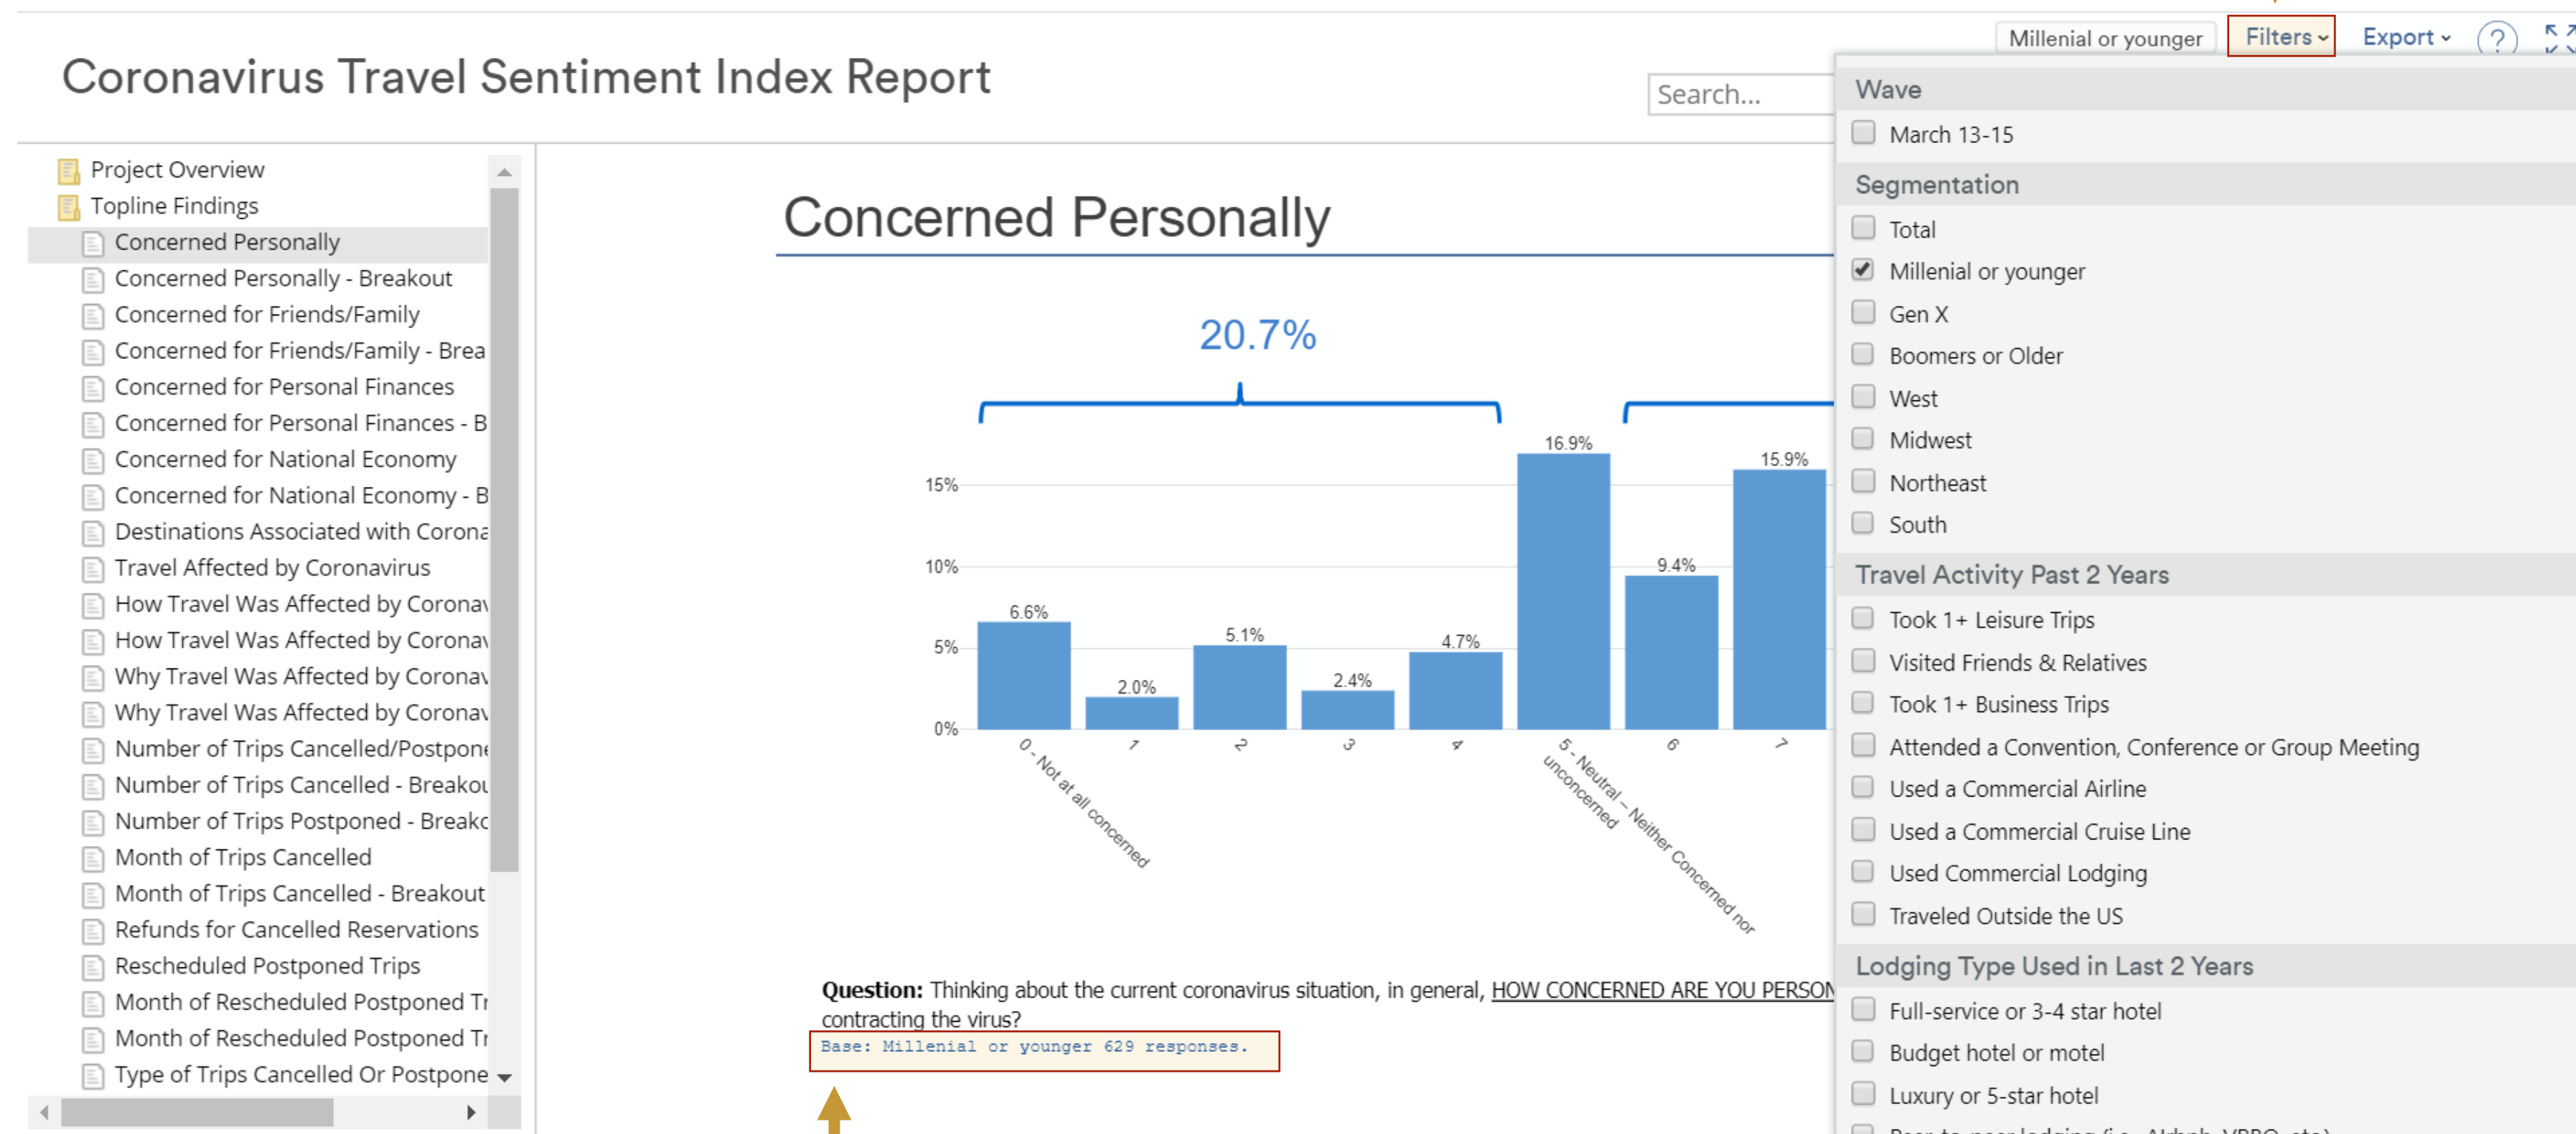 Millenial or younger
Filters
Export
?
Coronavirus Travel Sentiment Index Report
Search...
Project Overview
Topline Findings
Concerned Personally
Concerned Personally - Breakout
Concerned for Friends/Family
Concerned for Friends/Family - Brea
Concerned for Personal Finances
Concerned for Personal Finances - B
Concerned for National Economy
Concerned for National Economy - B
Destinations Associated with Corona
Travel Affected by Coronavirus
How Travel Was Affected by Coronav
How Travel Was Affected by Coronav
Why Travel Was Affected by Coronav
Why Travel Was Affected by Coronav
Number of Trips Cancelled/Postpone
Number of Trips Cancelled - Breakou
Number of Trips Postponed - Breako
Month of Trips Cancelled
Month of Trips Cancelled - Breakout
Refunds for Cancelled Reservations
Rescheduled Postponed Trips
Month of Rescheduled Postponed Tr
Month of Rescheduled Postponed Tr
Type of Trips Cancelled Or Postpone
Concerned Personally
20.7%
15%
10%
5%
0%
6.6%
2.0%
5.1%
2.4%
4.7%
16.9%
9.4%
15.9%
0 - Not at all concerned
1
2
3
4
5 - Neutral – Neither Concerned nor
unconcerned
6
7
Question: Thinking about the current coronavirus situation, in general, HOW CONCERNED ARE YOU PERSON
contracting the virus?
Base: Millenial or younger 629 responses.
Wave
March 13-15
Segmentation
Total
Millenial or younger
Gen X
Boomers or Older
West
Midwest
Northeast
South
Travel Activity Past 2 Years
Took 1+ Leisure Trips
Visited Friends & Relatives
Took 1+ Business Trips
Attended a Convention, Conference or Group Meeting
Used a Commercial Airline
Used a Commercial Cruise Line
Used Commercial Lodging
Traveled Outside the US
Lodging Type Used in Last 2 Years
Full-service or 3-4 star hotel
Budget hotel or motel
Luxury or 5-star hotel